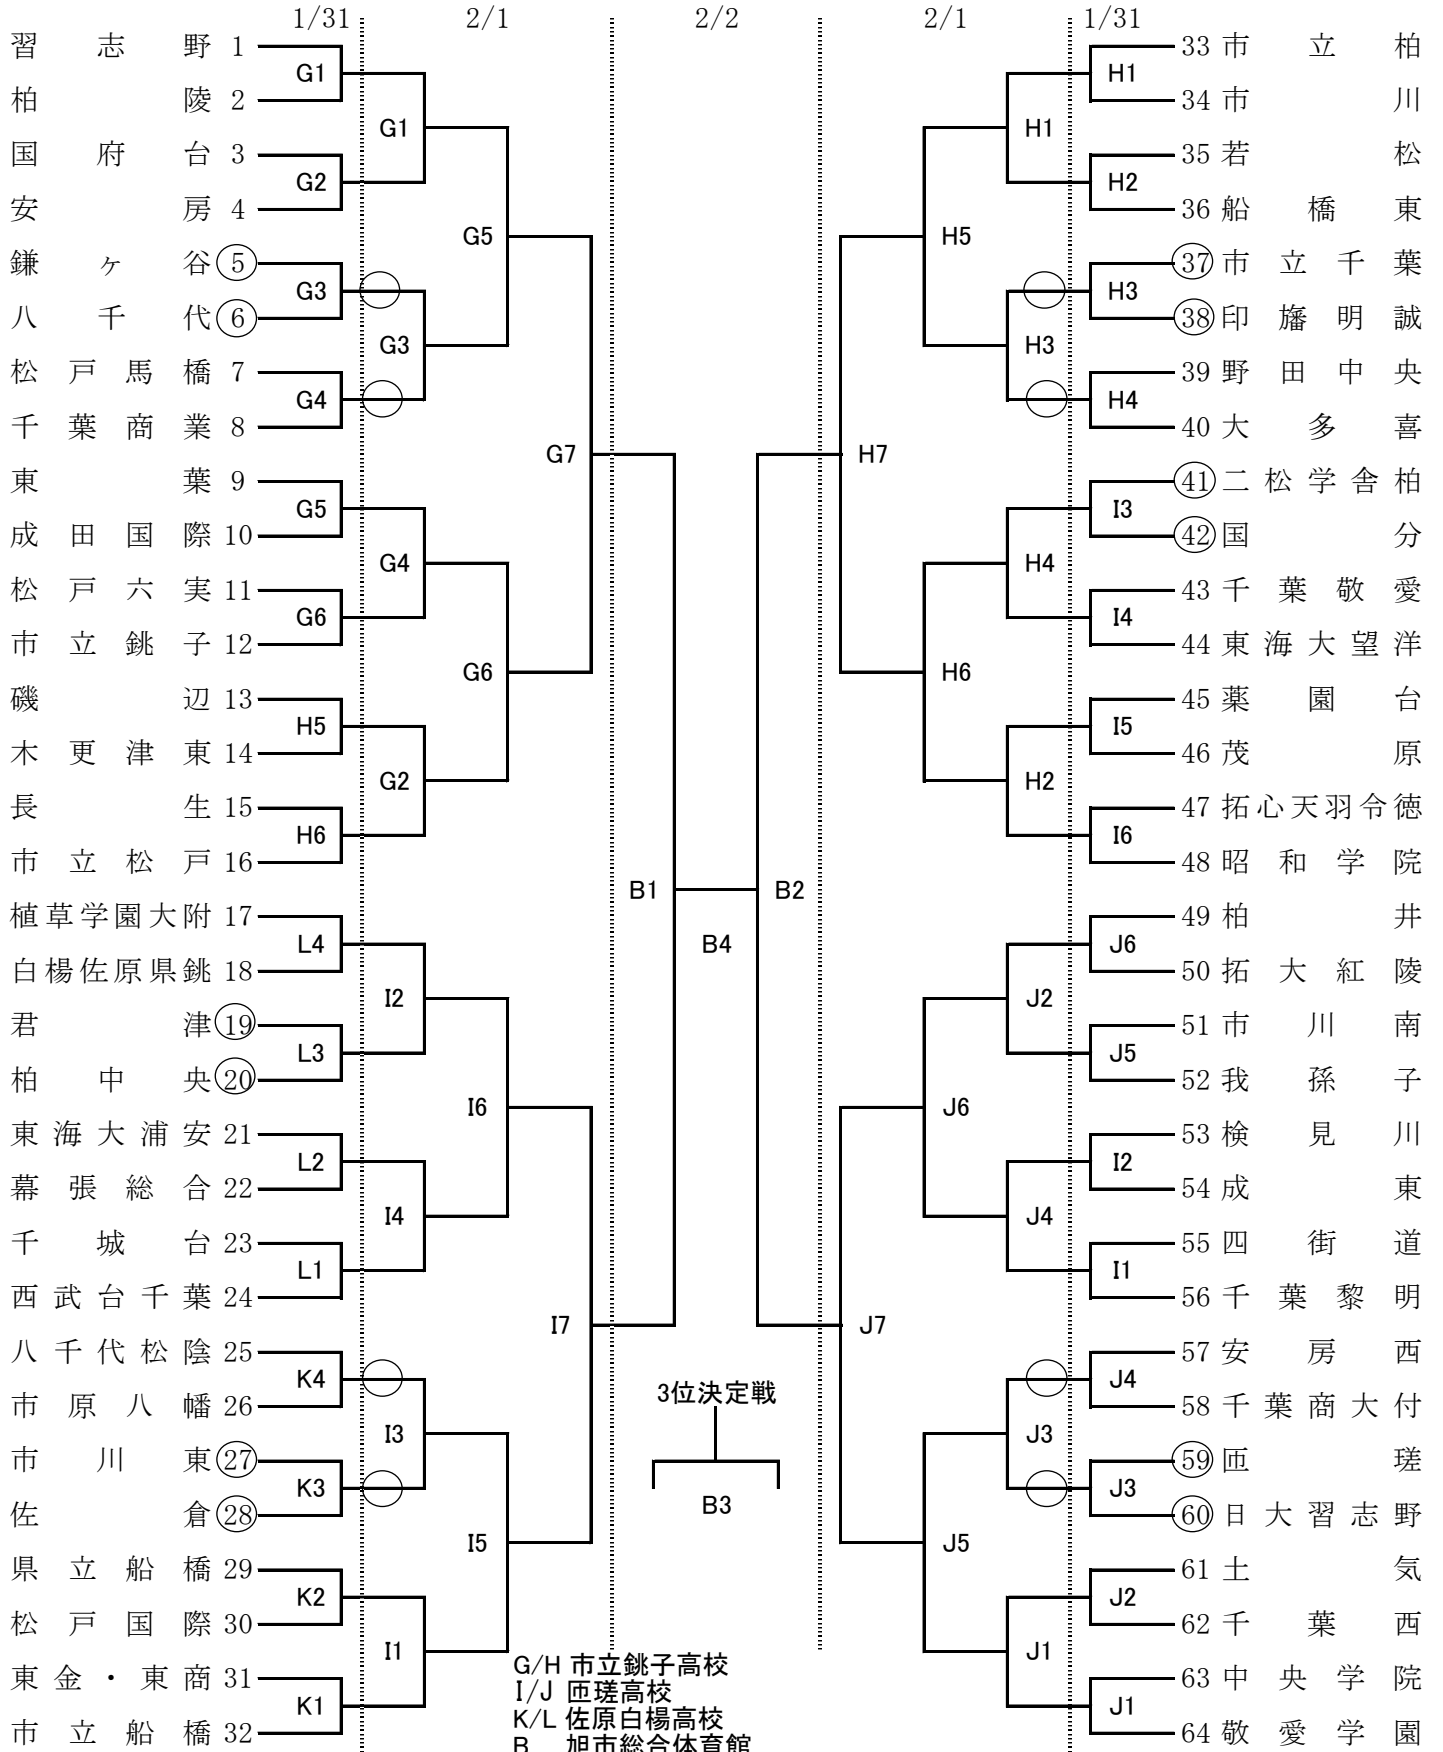 1/31 2/1 2/2 2/1 1/31
習志野 1
G1
柏陵 2
G1
国府台 3
G2
安房 4
G5
鎌ヶ谷 5
G3
八千代 6
G3
松戸馬橋 7
G4
千葉商業 8
G7
東葉 9
G5
成田国際 10
G4
松戸六実 11
G6
市立銚子 12
G6
磯辺 13
H5
木更津東 14
G2
長生 15
H6
市立松戸 16
B1
植草学園大附 17
L4
白楊佐原県銚 18
I2
君津 19
L3
柏中央 20
I6
東海大浦安 21
L2
幕張総合 22
I4
千城台 23
L1
西武台千葉 24
I7
八千代松陰 25
K4
市原八幡 26
I3
市川東 27
K3
佐倉 28
I5
県立船橋 29
K2
松戸国際 30
I1
東金・東商 31
K1
市立船橋 32
B4
3位決定戦
B3
33 市立柏
H1
34 市川
H1
35 若松
H2
36 船橋東
H5
37 市立千葉
H3
38 印旛明誠
H3
39 野田中央
H4
40 大多喜
H7
41 二松学舎柏
I3
42 国分
H4
43 千葉敬愛
I4
44 東海大望洋
H6
45 薬園台
I5
46 茂原
H2
47 拓心天羽令徳
I6
48 昭和学院
B2
49 柏井
J6
50 拓大紅陵
J2
51 市川南
J5
52 我孫子
J6
53 検見川
I2
54 成東
J4
55 四街道
I1
56 千葉黎明
J7
57 安房西
J4
58 千葉商大付
J3
59 匝瑳
J3
60 日大習志野
J5
61 土気
J2
62 千葉西
J1
63 中央学院
J1
64 敬愛学園
G/H 市立銚子高校
I/J 匝瑳高校
K/L 佐原白楊高校
B 旭市総合体育館